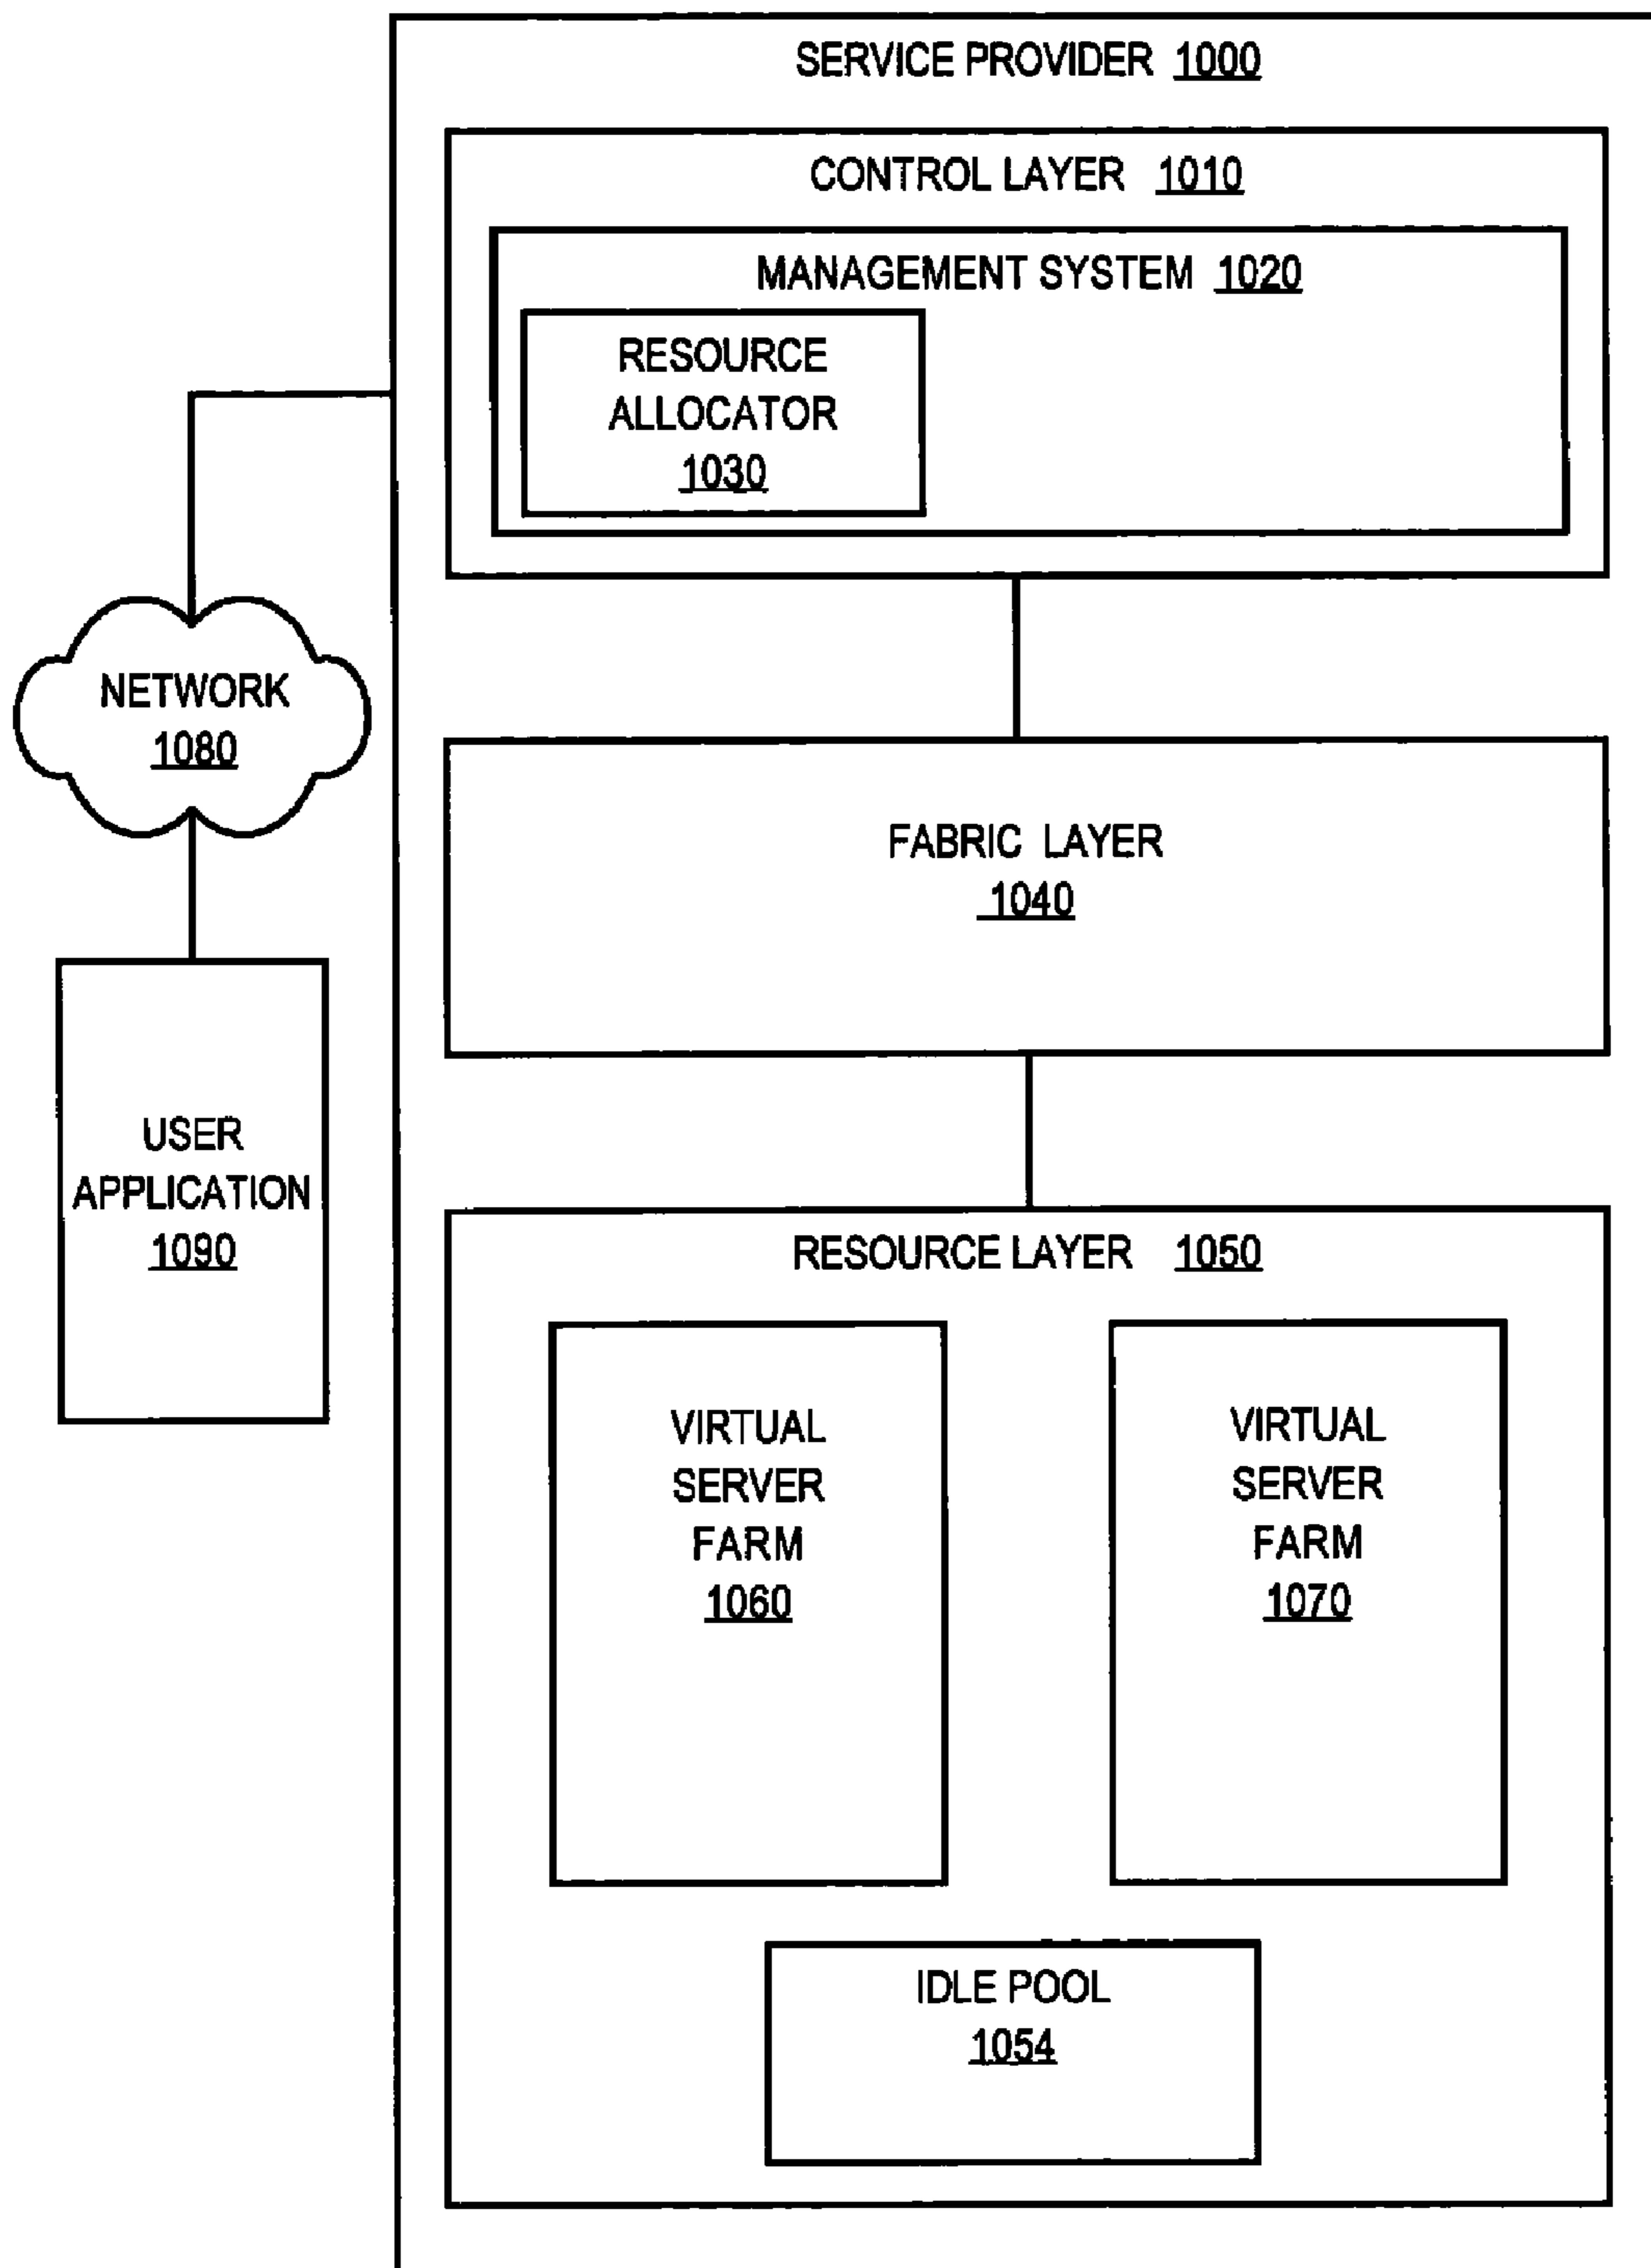 SERVICE PROVIDER 1000
CONTROL LAYER 1010
MANAGEMENT SYSTEM 1020
RESOURCE
ALLOCATOR
1030
NETWORK
1080
FABRIC LAYER
1040
USER
APPLICATION
1090
RESOURCE LAYER 1050
VIRTUAL
SERVER
FARM
1060
VIRTUAL
SERVER
FARM
1070
IDLE POOL
1054